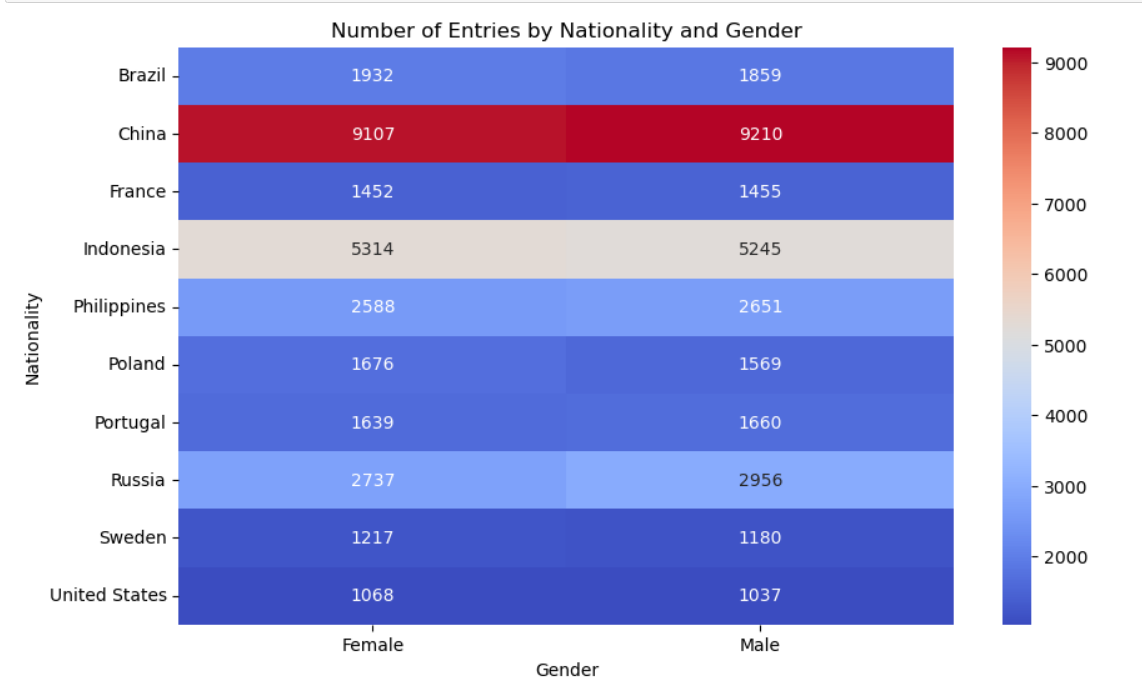 Number of Entries by Nationality and Gender
Nationality
Brazil 1932 1859
China 9107 9210
France 1452 1455
Indonesia 5314 5245
Philippines 2588 2651
Poland 1676 1569
Portugal 1639 1660
Russia 2737 2956
Sweden 1217 1180
United States 1068 1037
Female Male
Gender
9000
8000
7000
6000
5000
4000
3000
2000